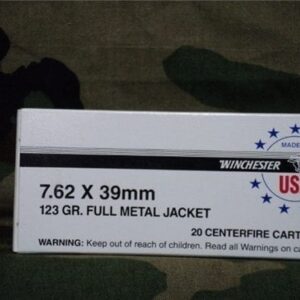 MADE
WINCHESTER
US
7.62 X 39mm
123 GR. FULL METAL JACKET
20 CENTERFIRE CART
WARNING: Keep out of reach of children. Read all Warnings on ca